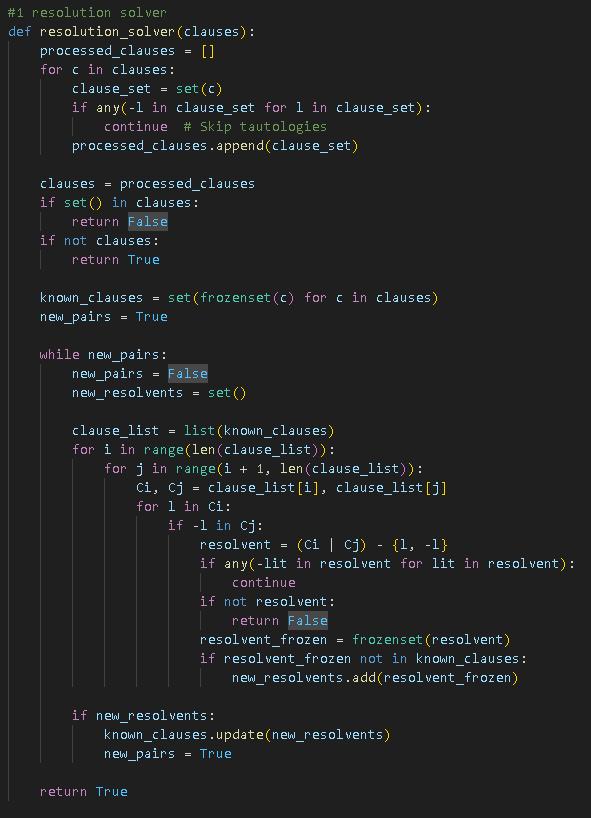 #1 resolution solver
def resolution_solver(clauses):
    processed_clauses = []
    for c in clauses:
        clause_set = set(c)
        if any(-l in clause_set for l in clause_set):
            continue  # Skip tautologies
        processed_clauses.append(clause_set)

    clauses = processed_clauses
    if set() in clauses:
        return False
    if not clauses:
        return True

    known_clauses = set(frozenset(c) for c in clauses)
    new_pairs = True

    while new_pairs:
        new_pairs = False
        new_resolvents = set()

        clause_list = list(known_clauses)
        for i in range(len(clause_list)):
            for j in range(i + 1, len(clause_list)):
                Ci, Cj = clause_list[i], clause_list[j]
                for l in Ci:
                    if -l in Cj:
                        resolvent = (Ci | Cj) - {l, -l}
                        if any(-lit in resolvent for lit in resolvent):
                            continue
                        if not resolvent:
                            return False
                        resolvent_frozen = frozenset(resolvent)
                        if resolvent_frozen not in known_clauses:
                            new_resolvents.add(resolvent_frozen)

        if new_resolvents:
            known_clauses.update(new_resolvents)
            new_pairs = True

    return True